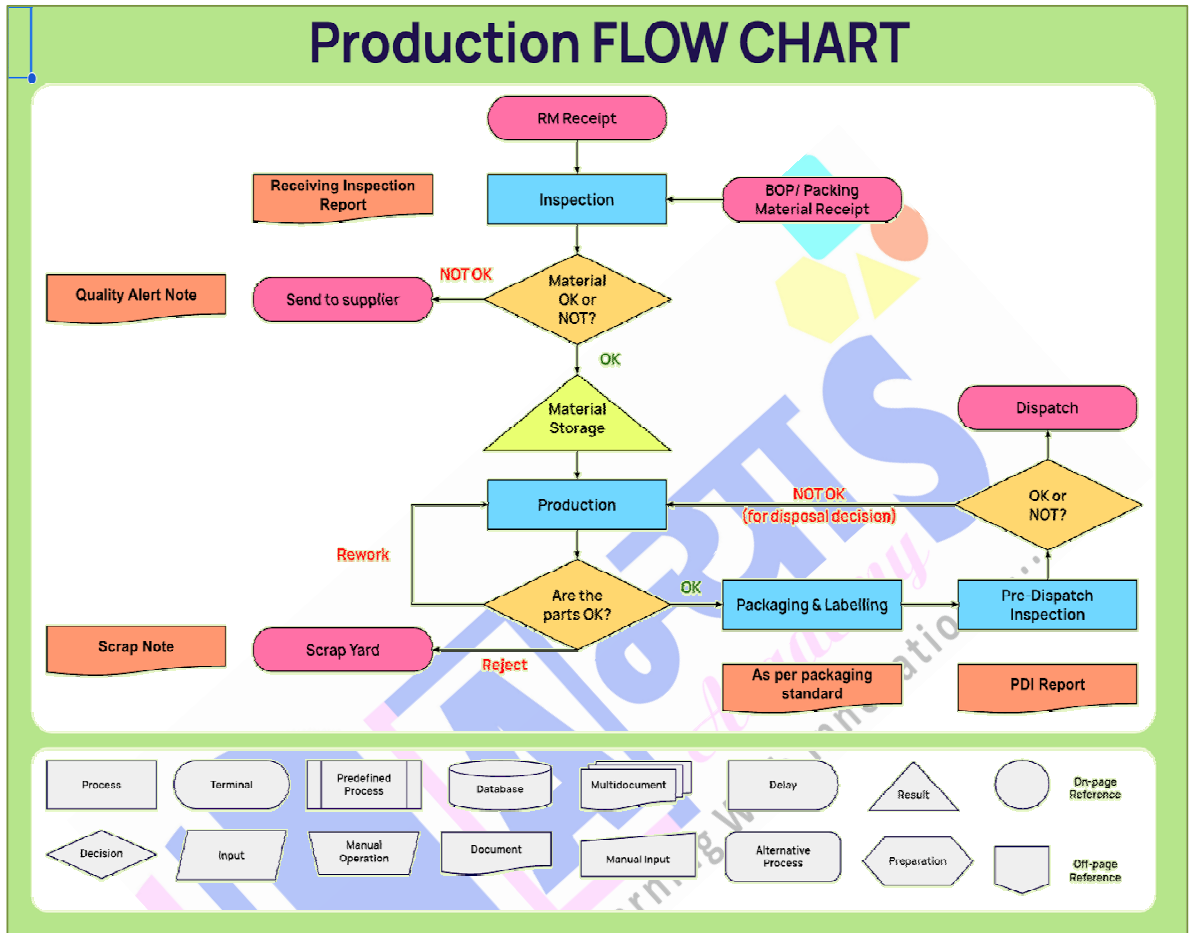 Production FLOW CHART
RM Receipt
Receiving Inspection
Report
Inspection
BOP/ Packing
Material Receipt
Quality Alert Note
Send to supplier
NOT OK
Material
OK or
NOT?
OK
Material
Storage
Dispatch
Production
NOT OK
(for disposal decision)
OK or
NOT?
Rework
Are the
parts OK?
OK
Packaging & Labelling
Pre-Dispatch
Inspection
Scrap Note
Scrap Yard
Reject
As per packaging
standard
PDI Report
Academy
Process
Terminal
Predefined
Process
Database
Multidocument
Delay
Result
On-page
Reference
Decision
Input
Manual
Operation
Document
Manual Input
Alternative
Process
Preparation
Off-page
Reference